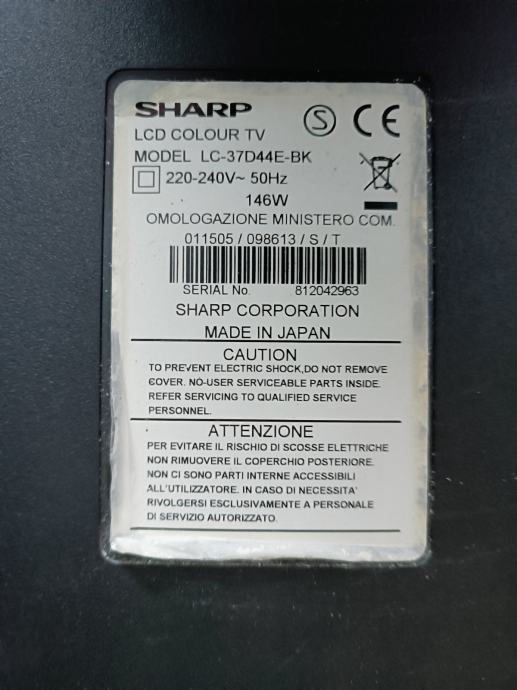 SHARP
LCD COLOUR TV
S CE
MODEL LC-37D44E-BK
220-240V~ 50Hz
146W
OMOLOGAZIONE MINISTERO COM.
011505 / 098613 / S / T
SERIAL No. 812042963
SHARP CORPORATION
MADE IN JAPAN
CAUTION
TO PREVENT ELECTRIC SHOCK,DO NOT REMOVE
COVER. NO-USER SERVICEABLE PARTS INSIDE.
REFER SERVICING TO QUALIFIED SERVICE
PERSONNEL.
ATTENZIONE
PER EVITARE IL RISCHIO DI SCOSSE ELETTRICHE
NON RIMUOVERE IL COPERCHIO POSTERIORE.
NON CI SONO PARTI INTERNE ACCESSIBILI
ALL'UTILIZZATORE. IN CASO DI NECESSITA'
RIVOLGERSI ESCLUSIVAMENTE A PERSONALE
DI SERVIZIO AUTORIZZATO.